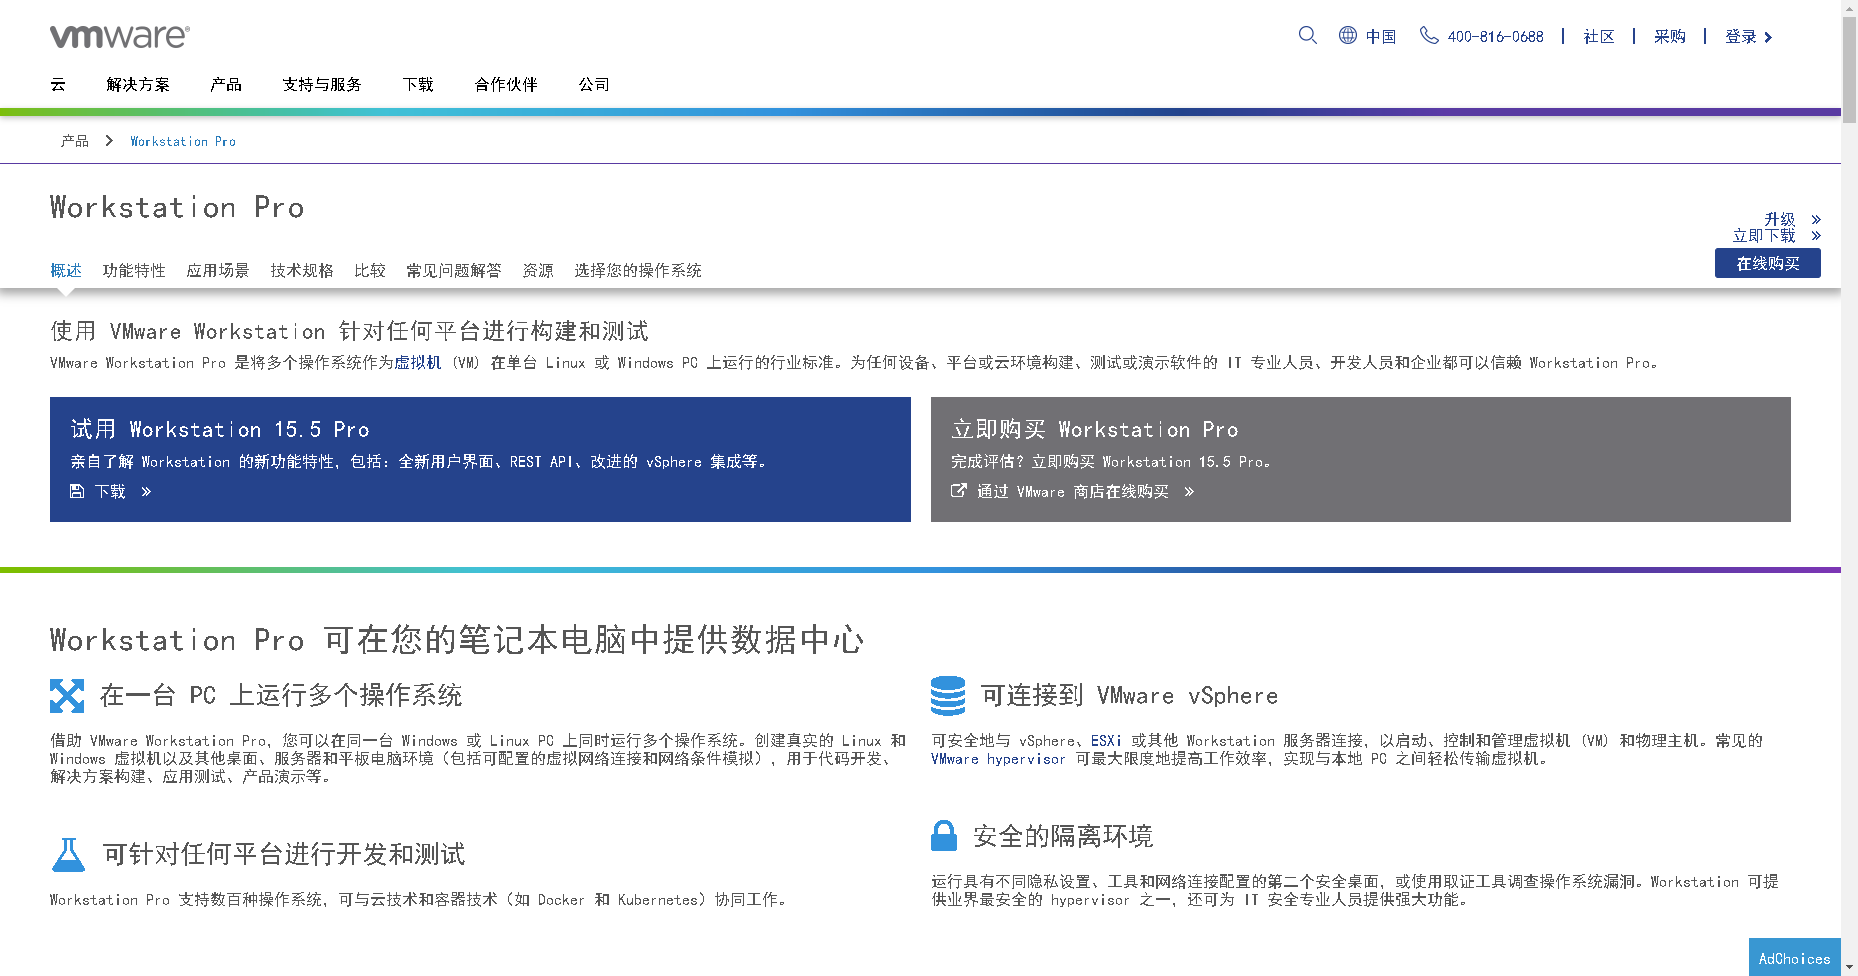 vmware®
中国
400-816-0688
社区
采购
登录
云
解决方案
产品
支持与服务
下载
合作伙伴
公司
产品
Workstation Pro
Workstation Pro
升级
立即下载
在线购买
概述
功能特性
应用场景
技术规格
比较
常见问题解答
资源
选择您的操作系统
使用 VMware Workstation 针对任何平台进行构建和测试
VMware Workstation Pro 是将多个操作系统作为虚拟机 (VM) 在单台 Linux 或 Windows PC 上运行的行业标准。为任何设备、平台或云环境构建、测试或演示软件的 IT 专业人员、开发人员和企业都可以信赖 Workstation Pro。
试用 Workstation 15.5 Pro
亲自了解 Workstation 的新功能特性，包括：全新用户界面、REST API、改进的 vSphere 集成等。
下载
立即购买 Workstation Pro
完成评估？立即购买 Workstation 15.5 Pro。
通过 VMware 商店在线购买
Workstation Pro 可在您的笔记本电脑中提供数据中心
在一台 PC 上运行多个操作系统
借助 VMware Workstation Pro，您可以在同一台 Windows 或 Linux PC 上同时运行多个操作系统。创建真实的 Linux 和
Windows 虚拟机以及其他桌面、服务器和平板电脑环境（包括可配置的虚拟网络连接和网络条件模拟），用于代码开发、
解决方案构建、应用测试、产品演示等。
可连接到 VMware vSphere
可安全地与 vSphere、ESXi 或其他 Workstation 服务器连接，以启动、控制和管理虚拟机 (VM) 和物理主机。常见的
VMware hypervisor 可最大限度地提高工作效率，实现与本地 PC 之间轻松传输虚拟机。
可针对任何平台进行开发和测试
Workstation Pro 支持数百种操作系统，可与云技术和容器技术（如 Docker 和 Kubernetes）协同工作。
安全的隔离环境
运行具有不同隐私设置、工具和网络连接配置的第二个安全桌面，或使用取证工具调查操作系统漏洞。Workstation 可提
供业界最安全的 hypervisor 之一，还可为 IT 安全专业人员提供强大功能。
AdChoices